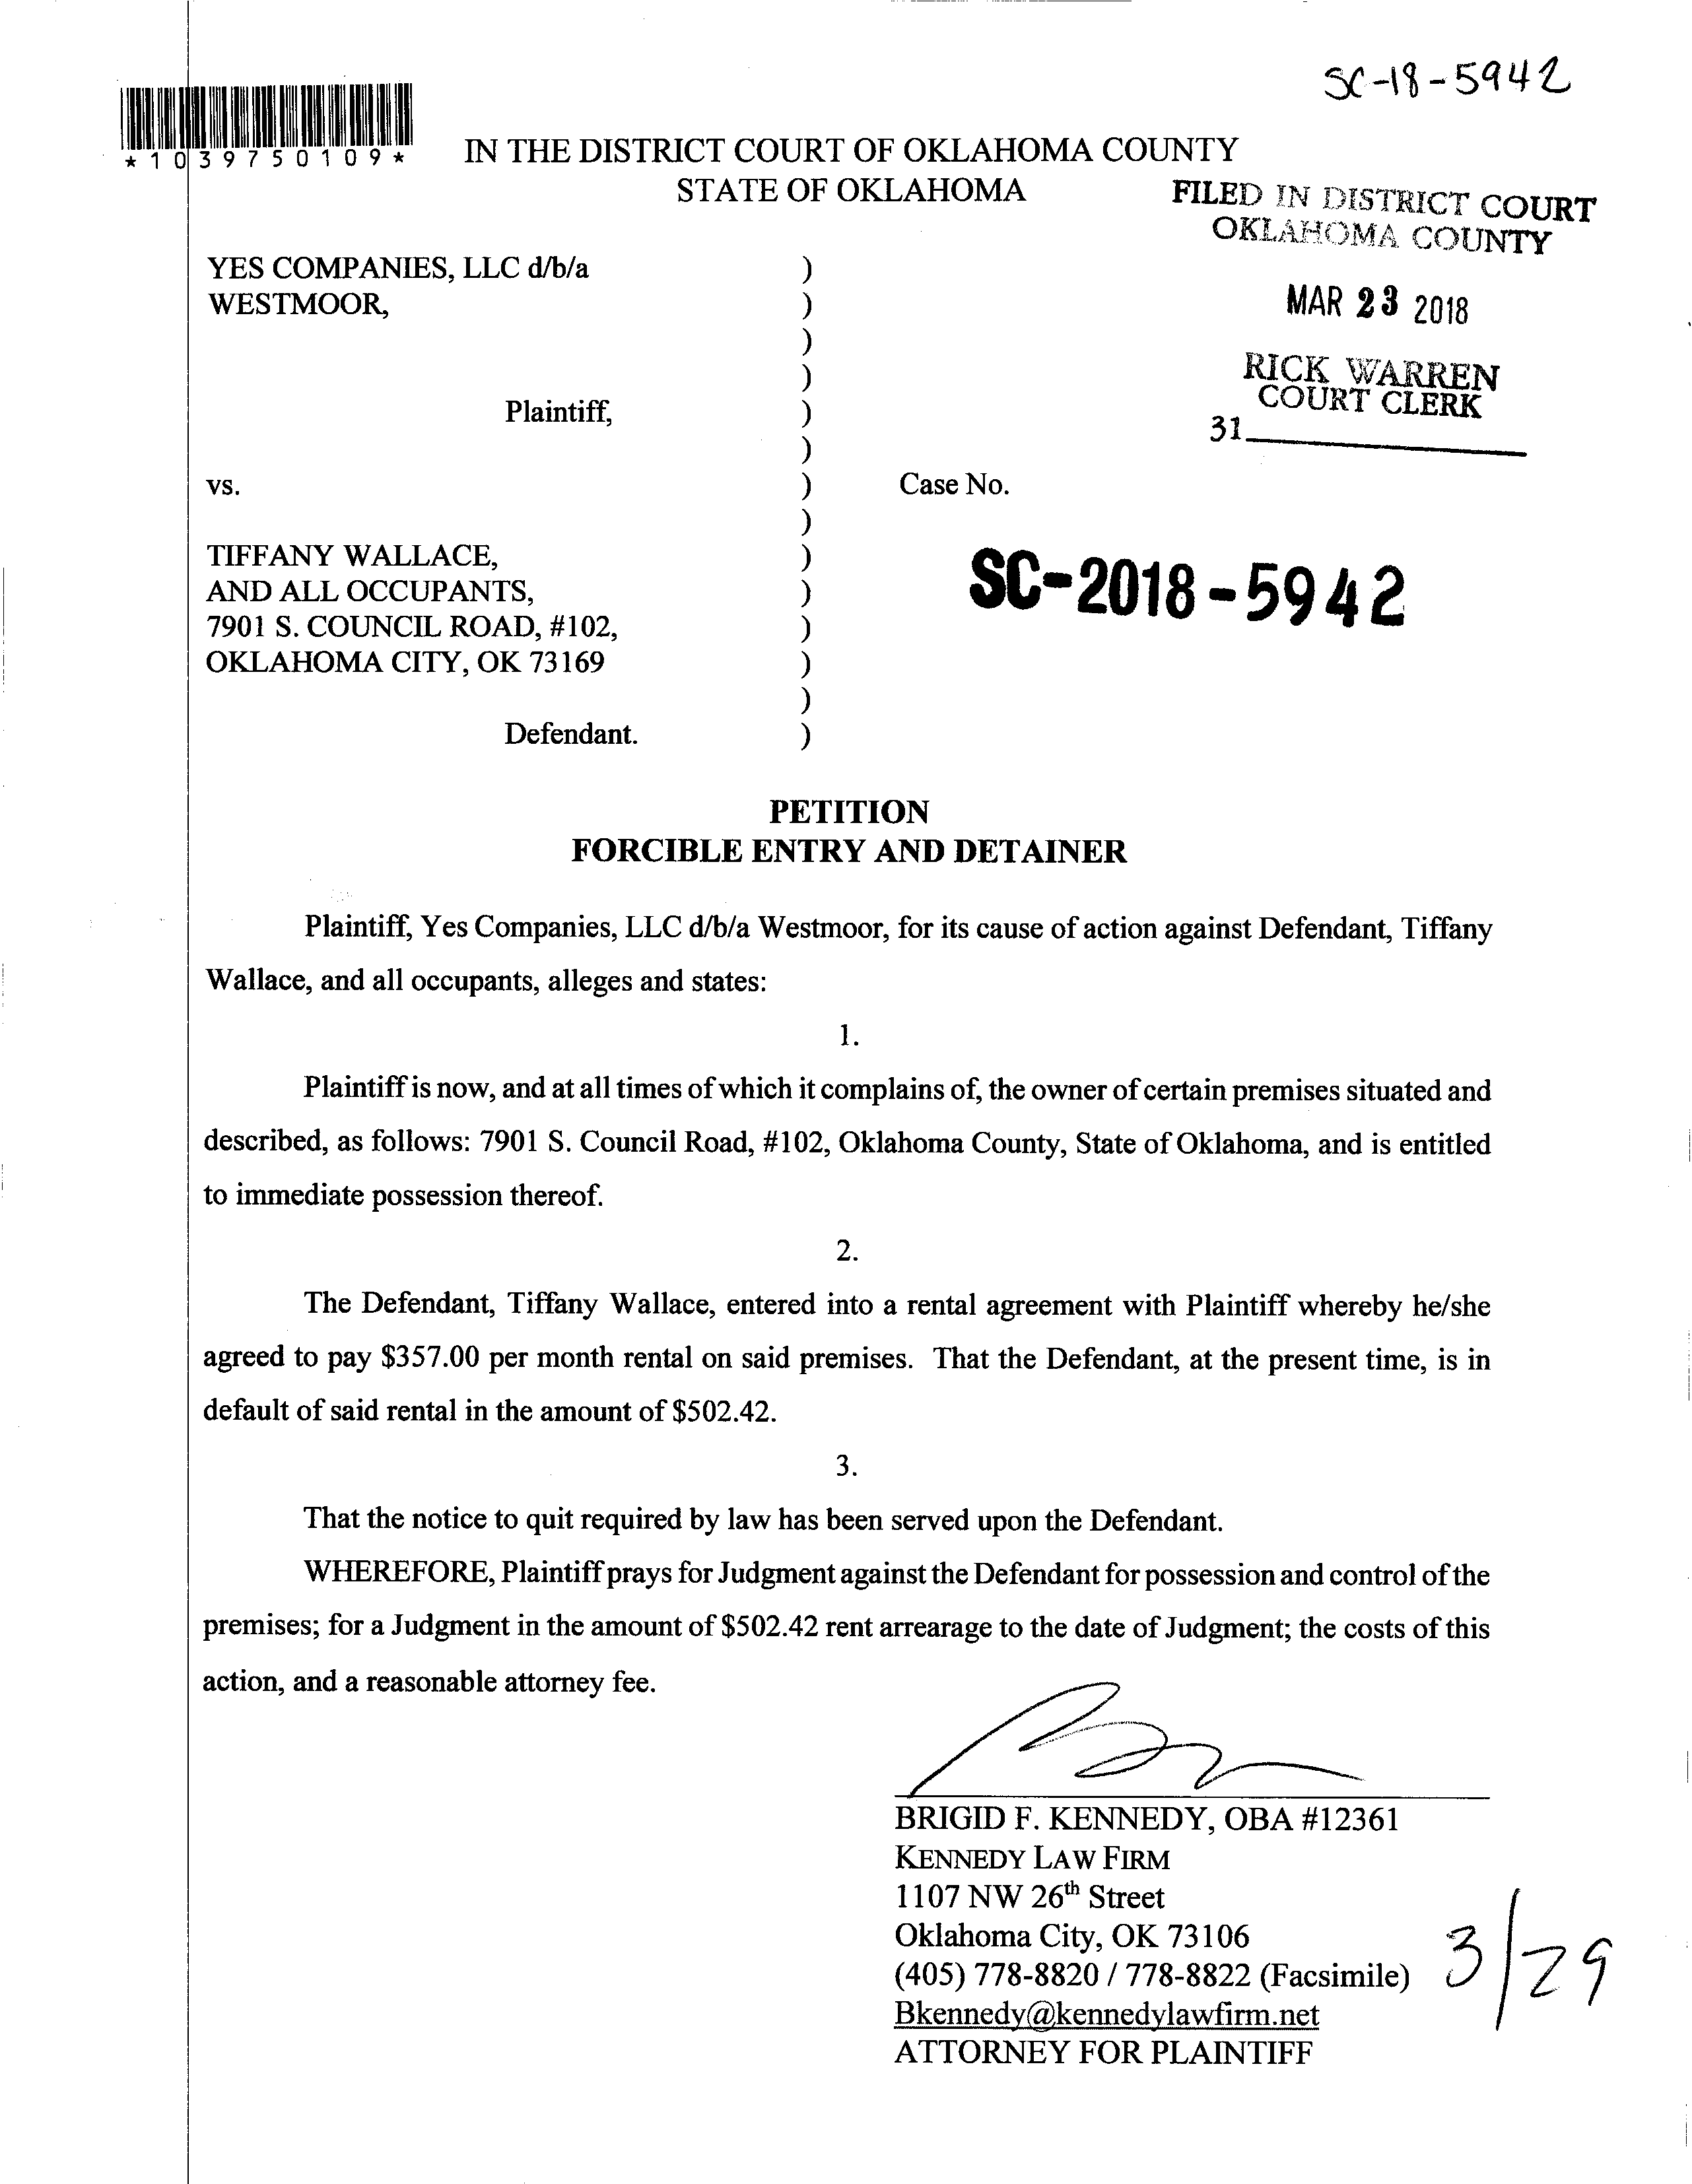 SC-18-5942
*1039750109*
IN THE DISTRICT COURT OF OKLAHOMA COUNTY
STATE OF OKLAHOMA
FILED IN DISTRICT COURT
OKLAHOMA COUNTY
MAR 23 2018
RICK WARREN
COURT CLERK
31
YES COMPANIES, LLC d/b/a )
WESTMOOR, )
)
)
Plaintiff, )
)
vs. ) Case No.
)
TIFFANY WALLACE, )
AND ALL OCCUPANTS, ) SC-2018-5942
7901 S. COUNCIL ROAD, #102, )
OKLAHOMA CITY, OK 73169 )
)
Defendant. )
PETITION
FORCIBLE ENTRY AND DETAINER
Plaintiff, Yes Companies, LLC d/b/a Westmoor, for its cause of action against Defendant, Tiffany
Wallace, and all occupants, alleges and states:
1.
Plaintiff is now, and at all times of which it complains of, the owner of certain premises situated and
described, as follows: 7901 S. Council Road, #102, Oklahoma County, State of Oklahoma, and is entitled
to immediate possession thereof.
2.
The Defendant, Tiffany Wallace, entered into a rental agreement with Plaintiff whereby he/she
agreed to pay $357.00 per month rental on said premises. That the Defendant, at the present time, is in
default of said rental in the amount of $502.42.
3.
That the notice to quit required by law has been served upon the Defendant.
WHEREFORE, Plaintiff prays for Judgment against the Defendant for possession and control of the
premises; for a Judgment in the amount of $502.42 rent arrearage to the date of Judgment; the costs of this
action, and a reasonable attorney fee.
BRIGID F. KENNEDY, OBA #12361
KENNEDY LAW FIRM
1107 NW 26th Street
Oklahoma City, OK 73106
(405) 778-8820 / 778-8822 (Facsimile)
Bkennedy@kennedylawfirm.net
ATTORNEY FOR PLAINTIFF
3/29